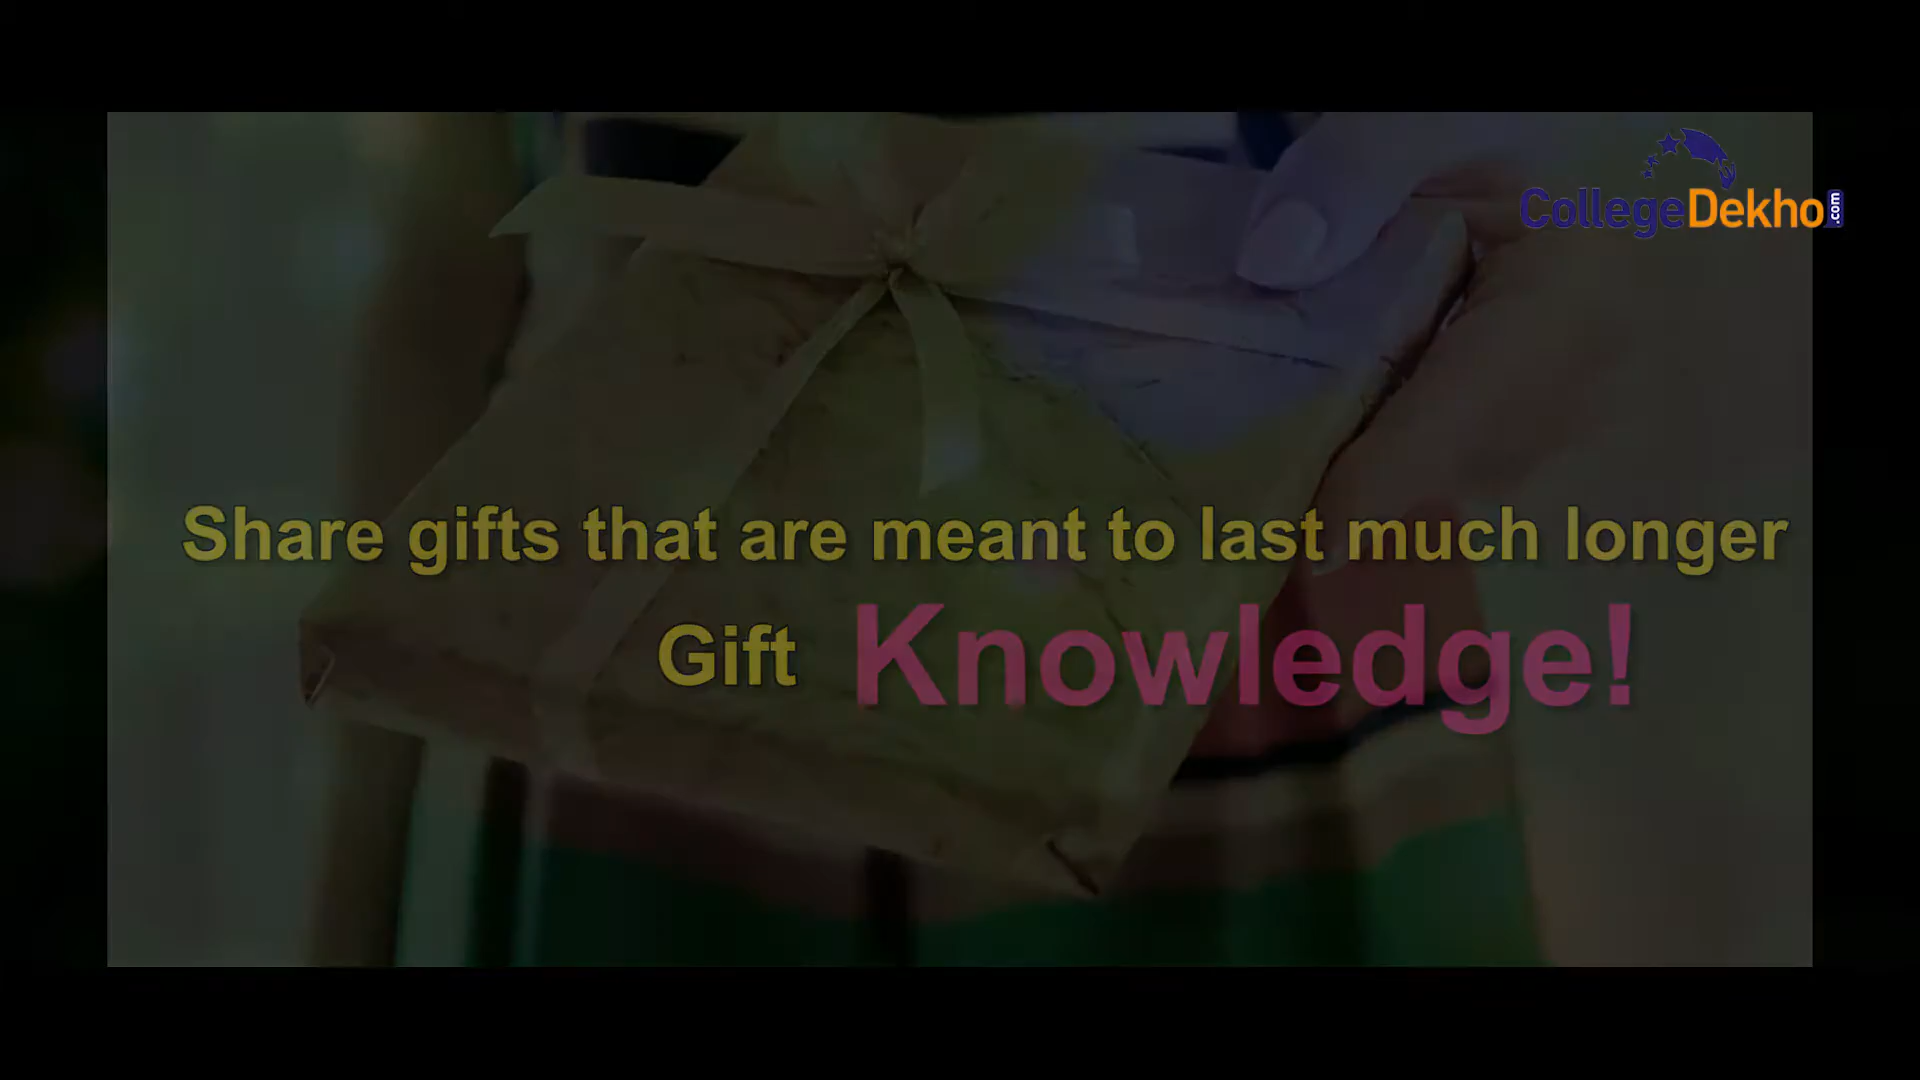 CollegeDekho.com
Share gifts that are meant to last much longer
Gift Knowledge!